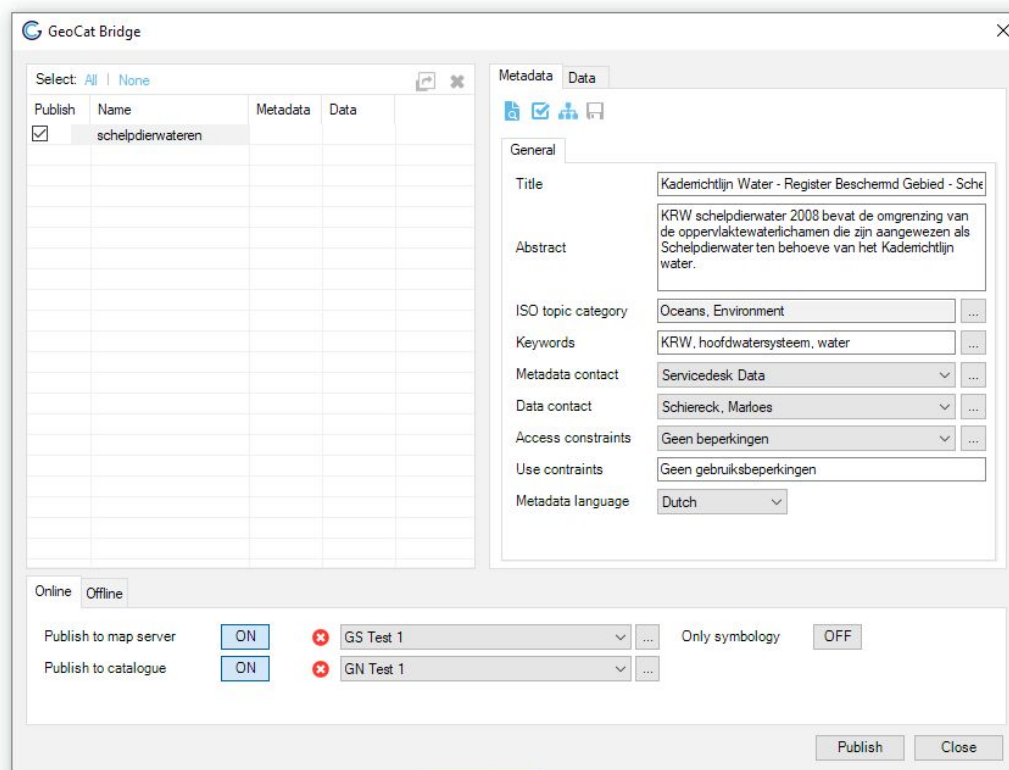 GeoCat Bridge
Select: All | None
Publish Name Metadata Data
schelpdierwateren
Metadata Data
General
Title Kaderrichtlijn Water - Register Beschermd Gebied - Sche
Abstract
KRW schelpdierwater 2008 bevat de omgrenzing van
de oppervlaktewaterlichamen die zijn aangewezen als
Schelpdierwater ten behoeve van het Kaderrichtlijn
water.
ISO topic category Oceans, Environment ...
Keywords KRW, hoofdwatersysteem, water ...
Metadata contact Servicedesk Data ...
Data contact Schiereck, Marloes ...
Access constraints Geen beperkingen ...
Use contraints Geen gebruiksbeperkingen
Metadata language Dutch
Online Offline
Publish to map server ON GS Test 1 ... Only symbology OFF
Publish to catalogue ON GN Test 1 ...
Publish Close